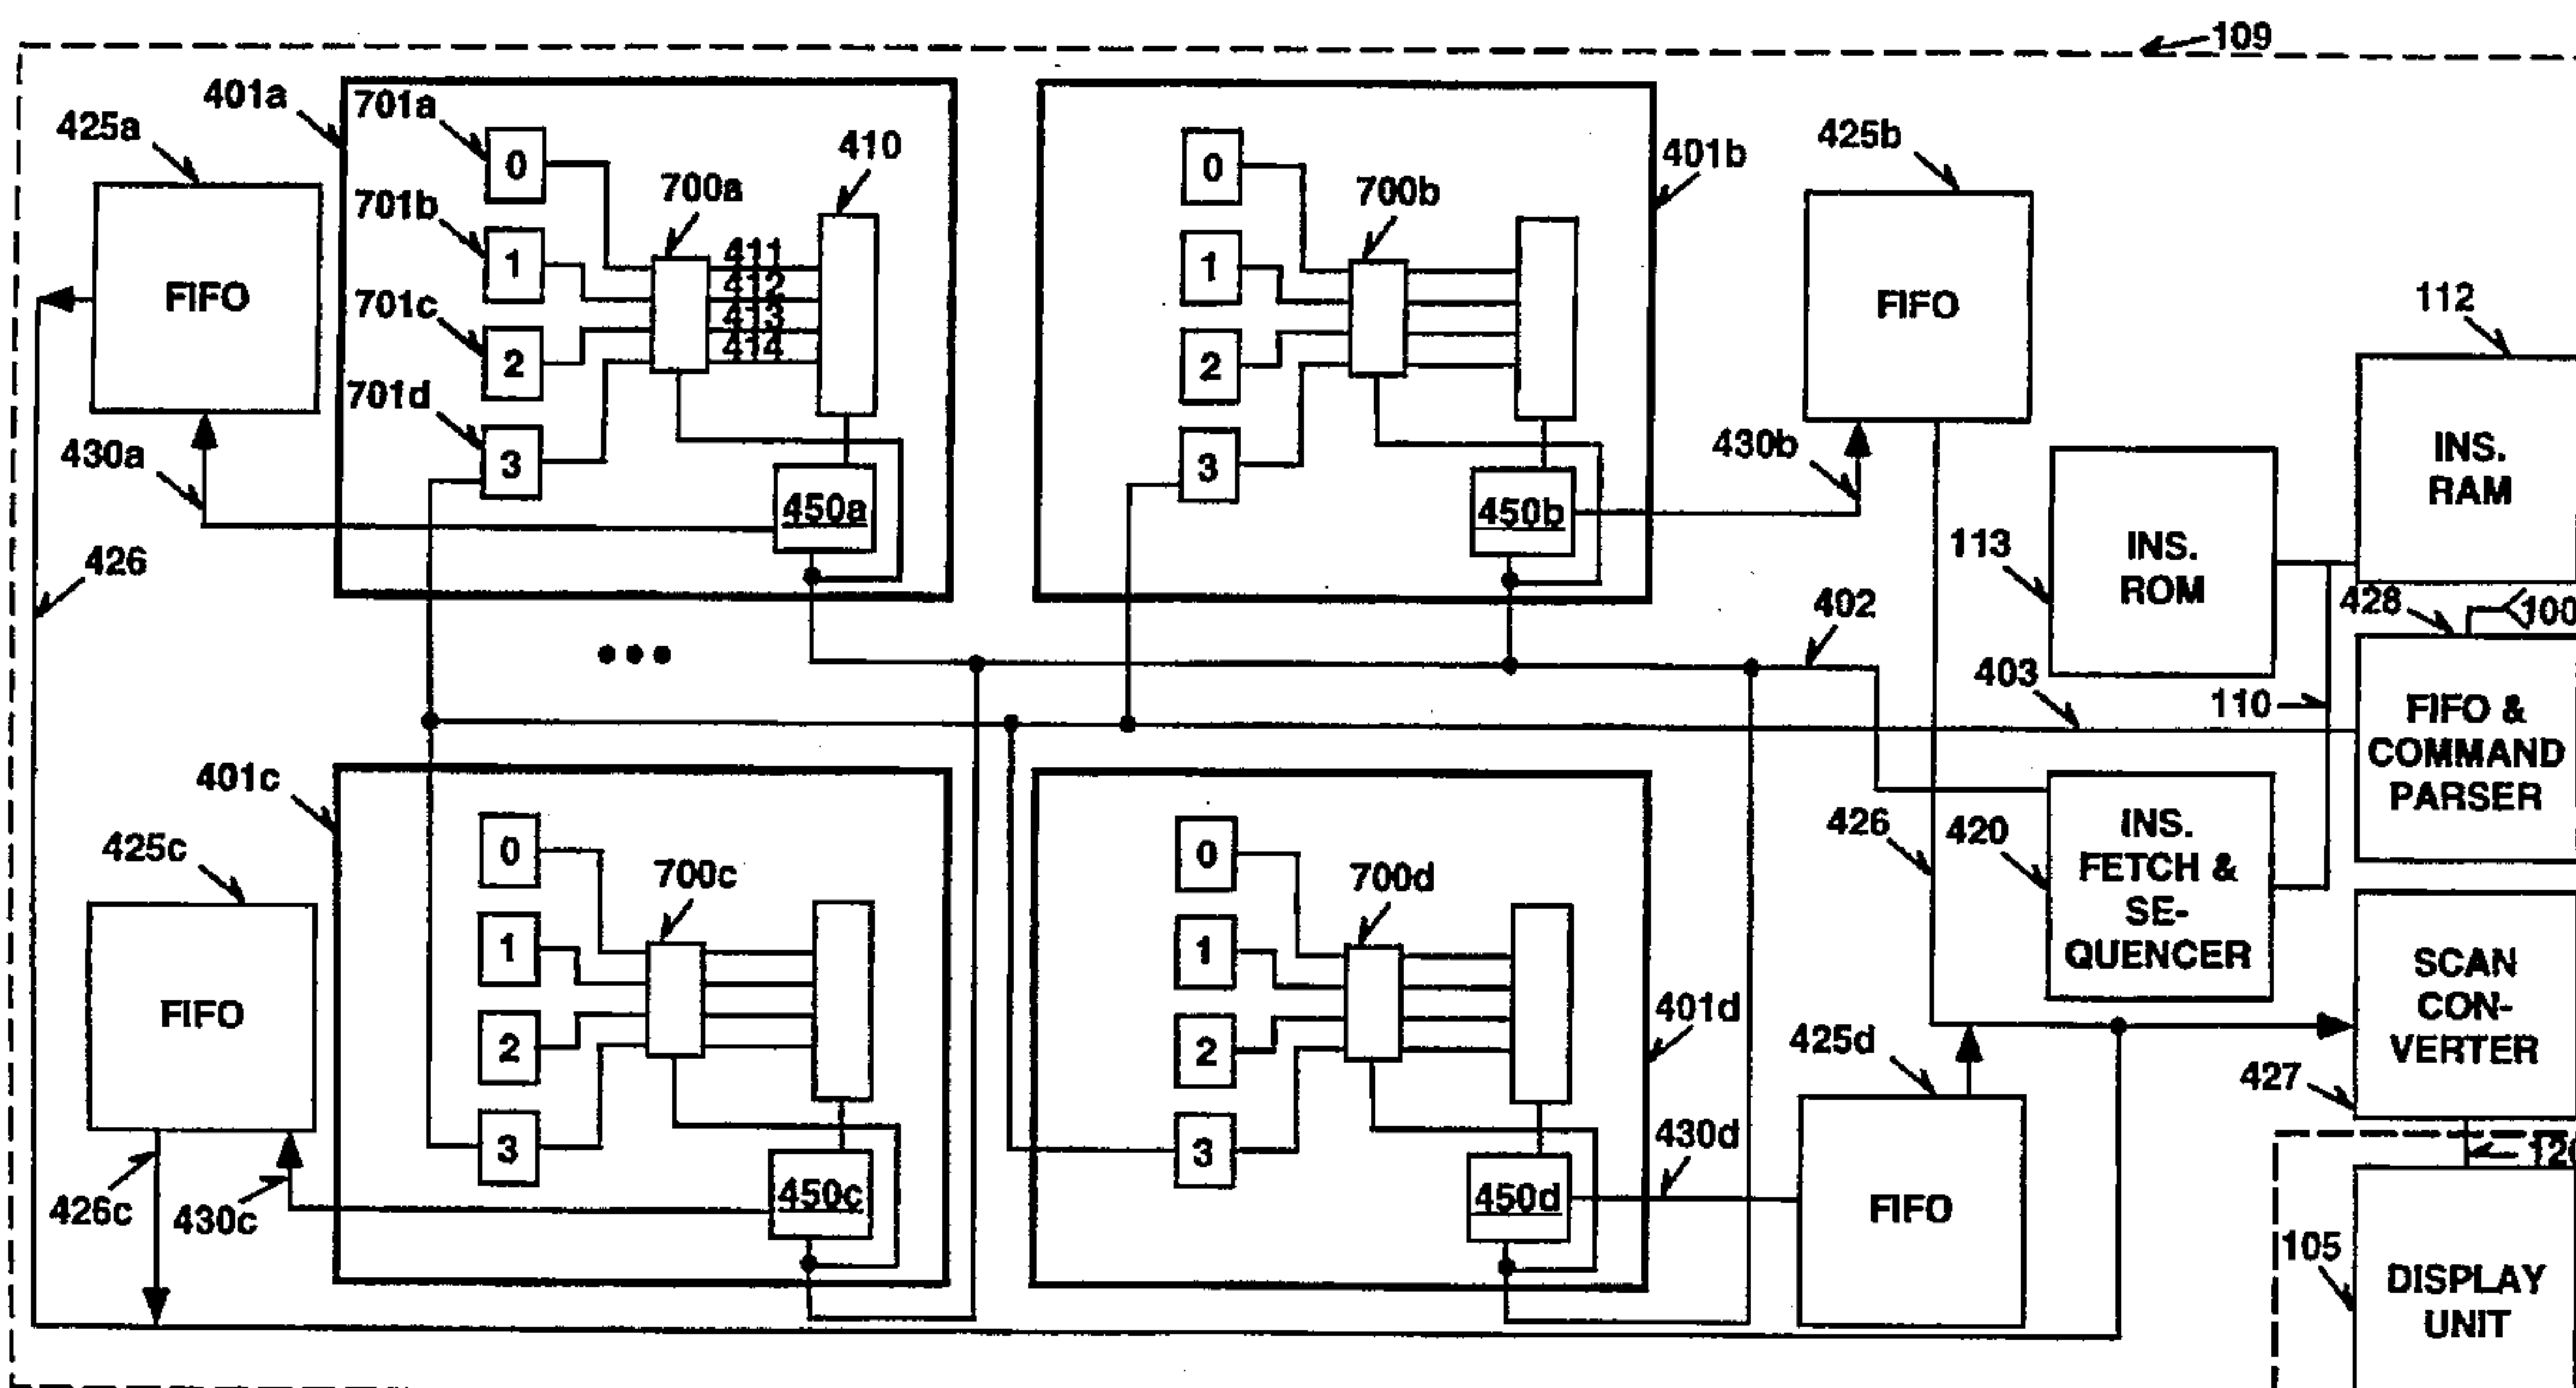 109
401a
701a
425a
0
410
701b
700a
1
411
412
413
414
701c
FIFO
2
701d
430a
3
450a
426
0
700b
401b
1
2
3
450b
425b
FIFO
430b
112
INS.
RAM
113
INS.
ROM
428
100
402
403
110
FIFO &
COMMAND
PARSER
401c
425c
0
700c
1
FIFO
2
3
450c
426c
430c
0
700d
1
2
3
401d
450d
430d
425d
FIFO
426
420
INS.
FETCH &
SE-
QUENCER
SCAN
CON-
VERTER
427
105
DISPLAY
UNIT